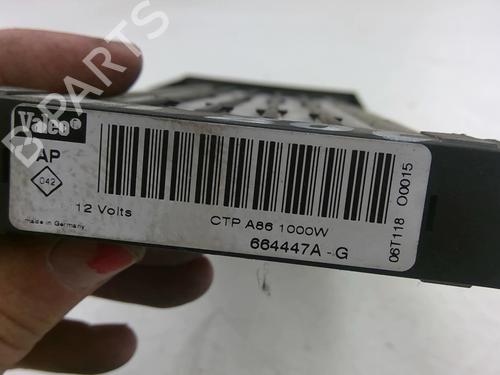 B-PARTS
Valeo
AP
042
12 Volts
made in Germany
CTP A86 1000W
664447A - G
06T118 O0015